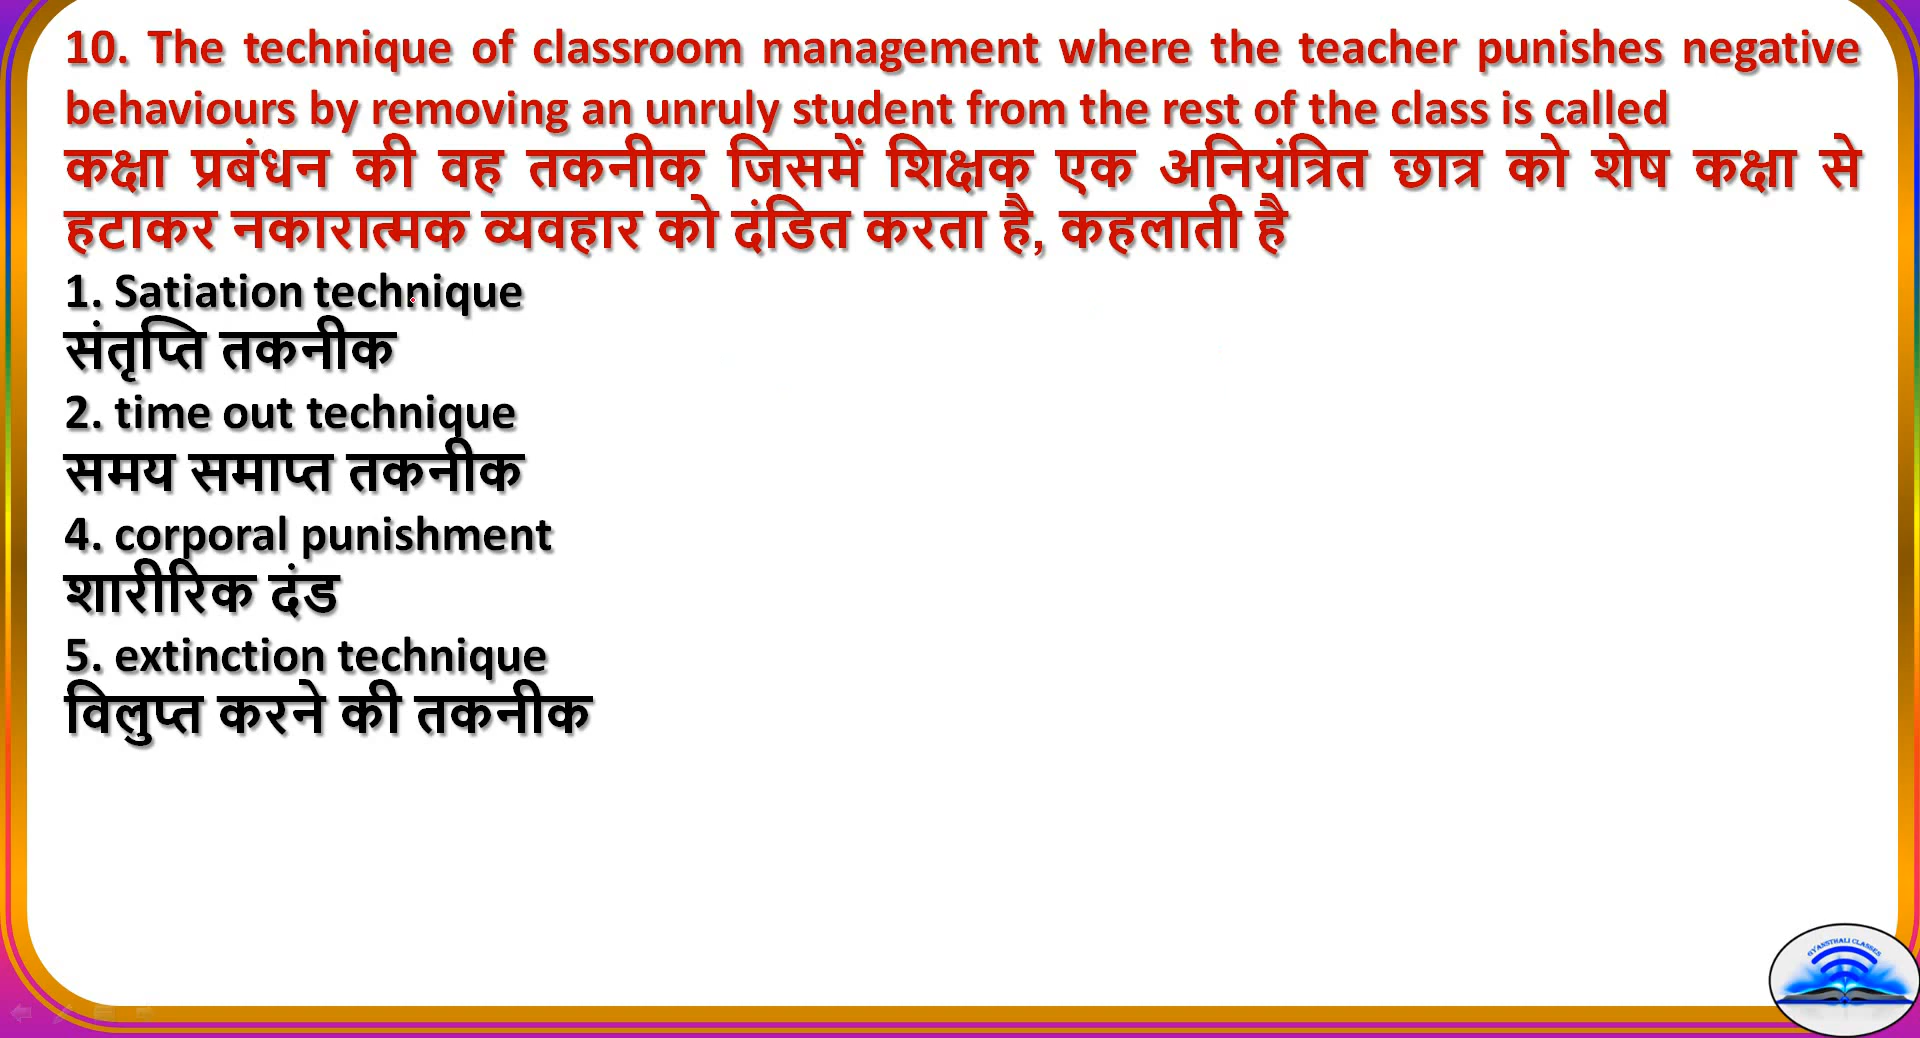 10. The technique of classroom management where the teacher punishes negative
behaviours by removing an unruly student from the rest of the class is called
कक्षा प्रबंधन की वह तकनीक जिसमें शिक्षक एक अनियंत्रित छात्र को शेष कक्षा से
हटाकर नकारात्मक व्यवहार को दंडित करता है, कहलाती है
1. Satiation technique
संतृप्ति तकनीक
2. time out technique
समय समाप्त तकनीक
4. corporal punishment
शारीरिक दंड
5. extinction technique
विलुप्त करने की तकनीक
GYANSTHALI CLASSES